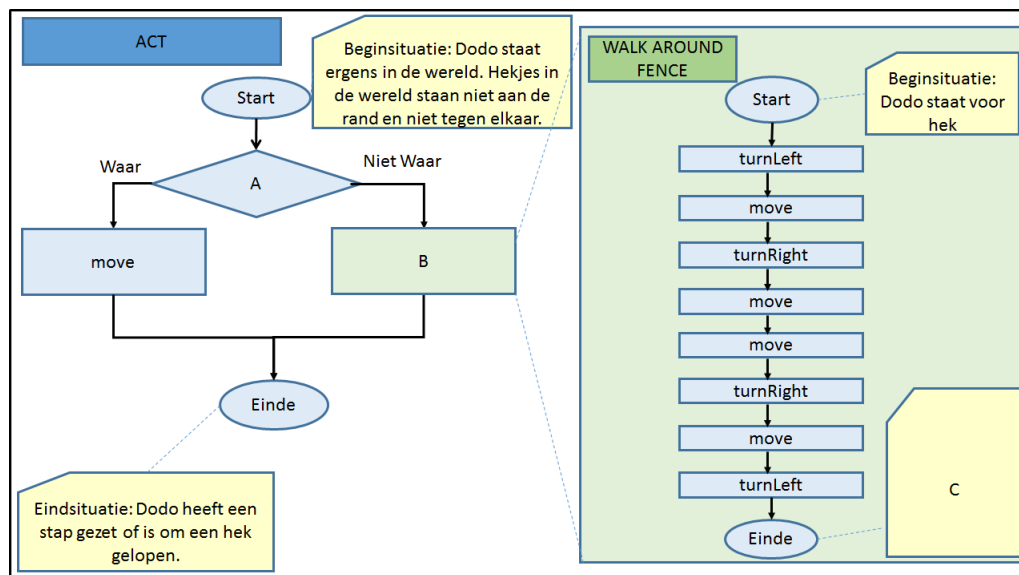 ACT
Beginsituatie: Dodo staat
ergens in de wereld. Hekjes in
de wereld staan niet aan de
rand en niet tegen elkaar.
Start
Waar
Niet Waar
A
move
B
Einde
Eindsituatie: Dodo heeft een
stap gezet of is om een hek
gelopen.
WALK AROUND
FENCE
Start
Beginsituatie:
Dodo staat voor
hek
turnLeft
move
turnRight
move
move
turnRight
move
turnLeft
Einde
C